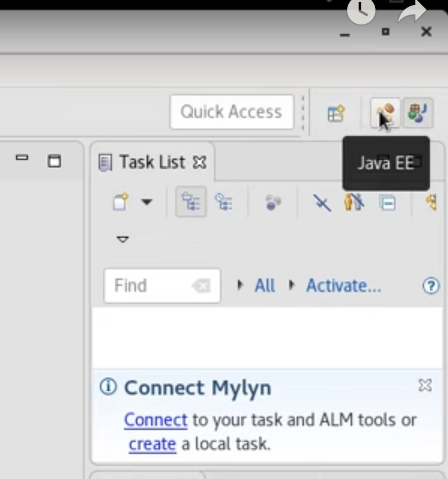 Quick Access
Task List
Java EE
Find
All
Activate...
Connect Mylyn
Connect to your task and ALM tools or
create a local task.